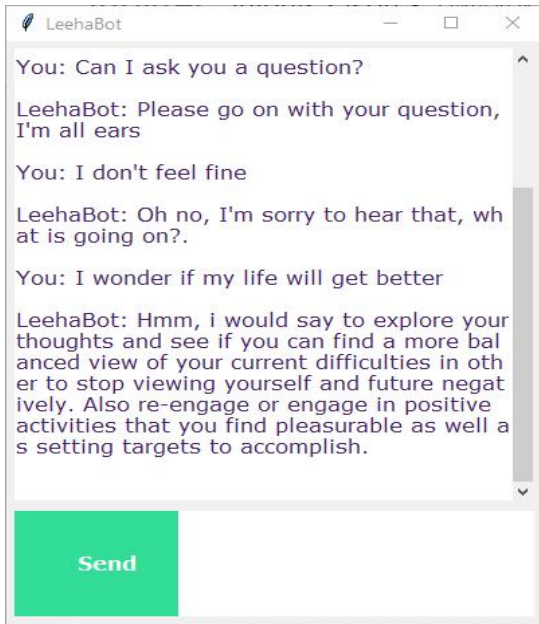 LeehaBot
You: Can I ask you a question?
LeehaBot: Please go on with your question,
I'm all ears
You: I don't feel fine
LeehaBot: Oh no, I'm sorry to hear that, wh
at is going on?.
You: I wonder if my life will get better
LeehaBot: Hmm, i would say to explore your
thoughts and see if you can find a more bal
anced view of your current difficulties in oth
er to stop viewing yourself and future negat
ively. Also re-engage or engage in positive
activities that you find pleasurable as well a
s setting targets to accomplish.
Send